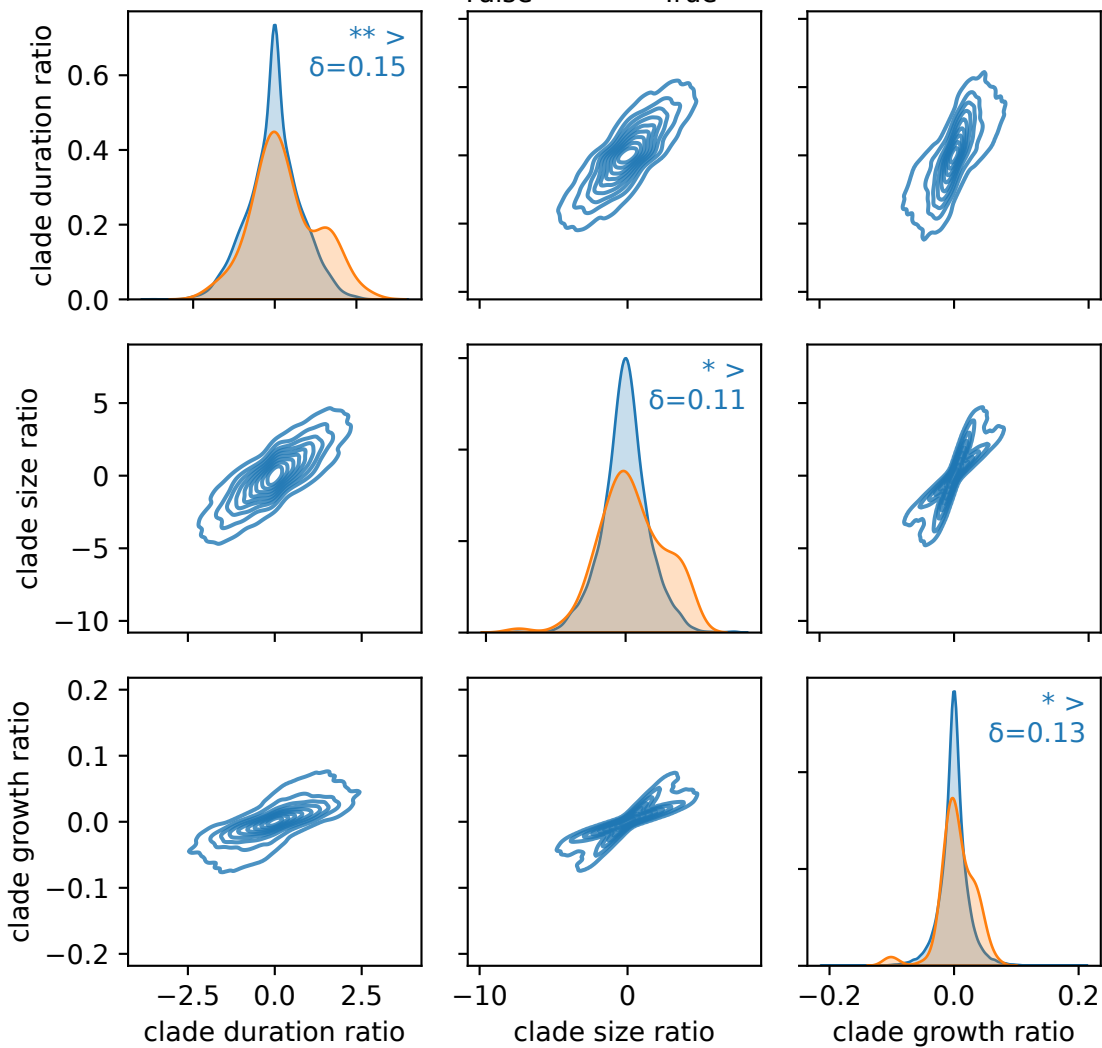 clade duration ratio
0.6
0.4
0.2
0.0
** >
δ=0.15
clade size ratio
5
0
−5
−10
* >
δ=0.11
clade growth ratio
0.2
0.1
0.0
−0.1
−0.2
* >
δ=0.13
−2.5 0.0 2.5
−10 0
−0.2 0.0 0.2
clade duration ratio
clade size ratio
clade growth ratio